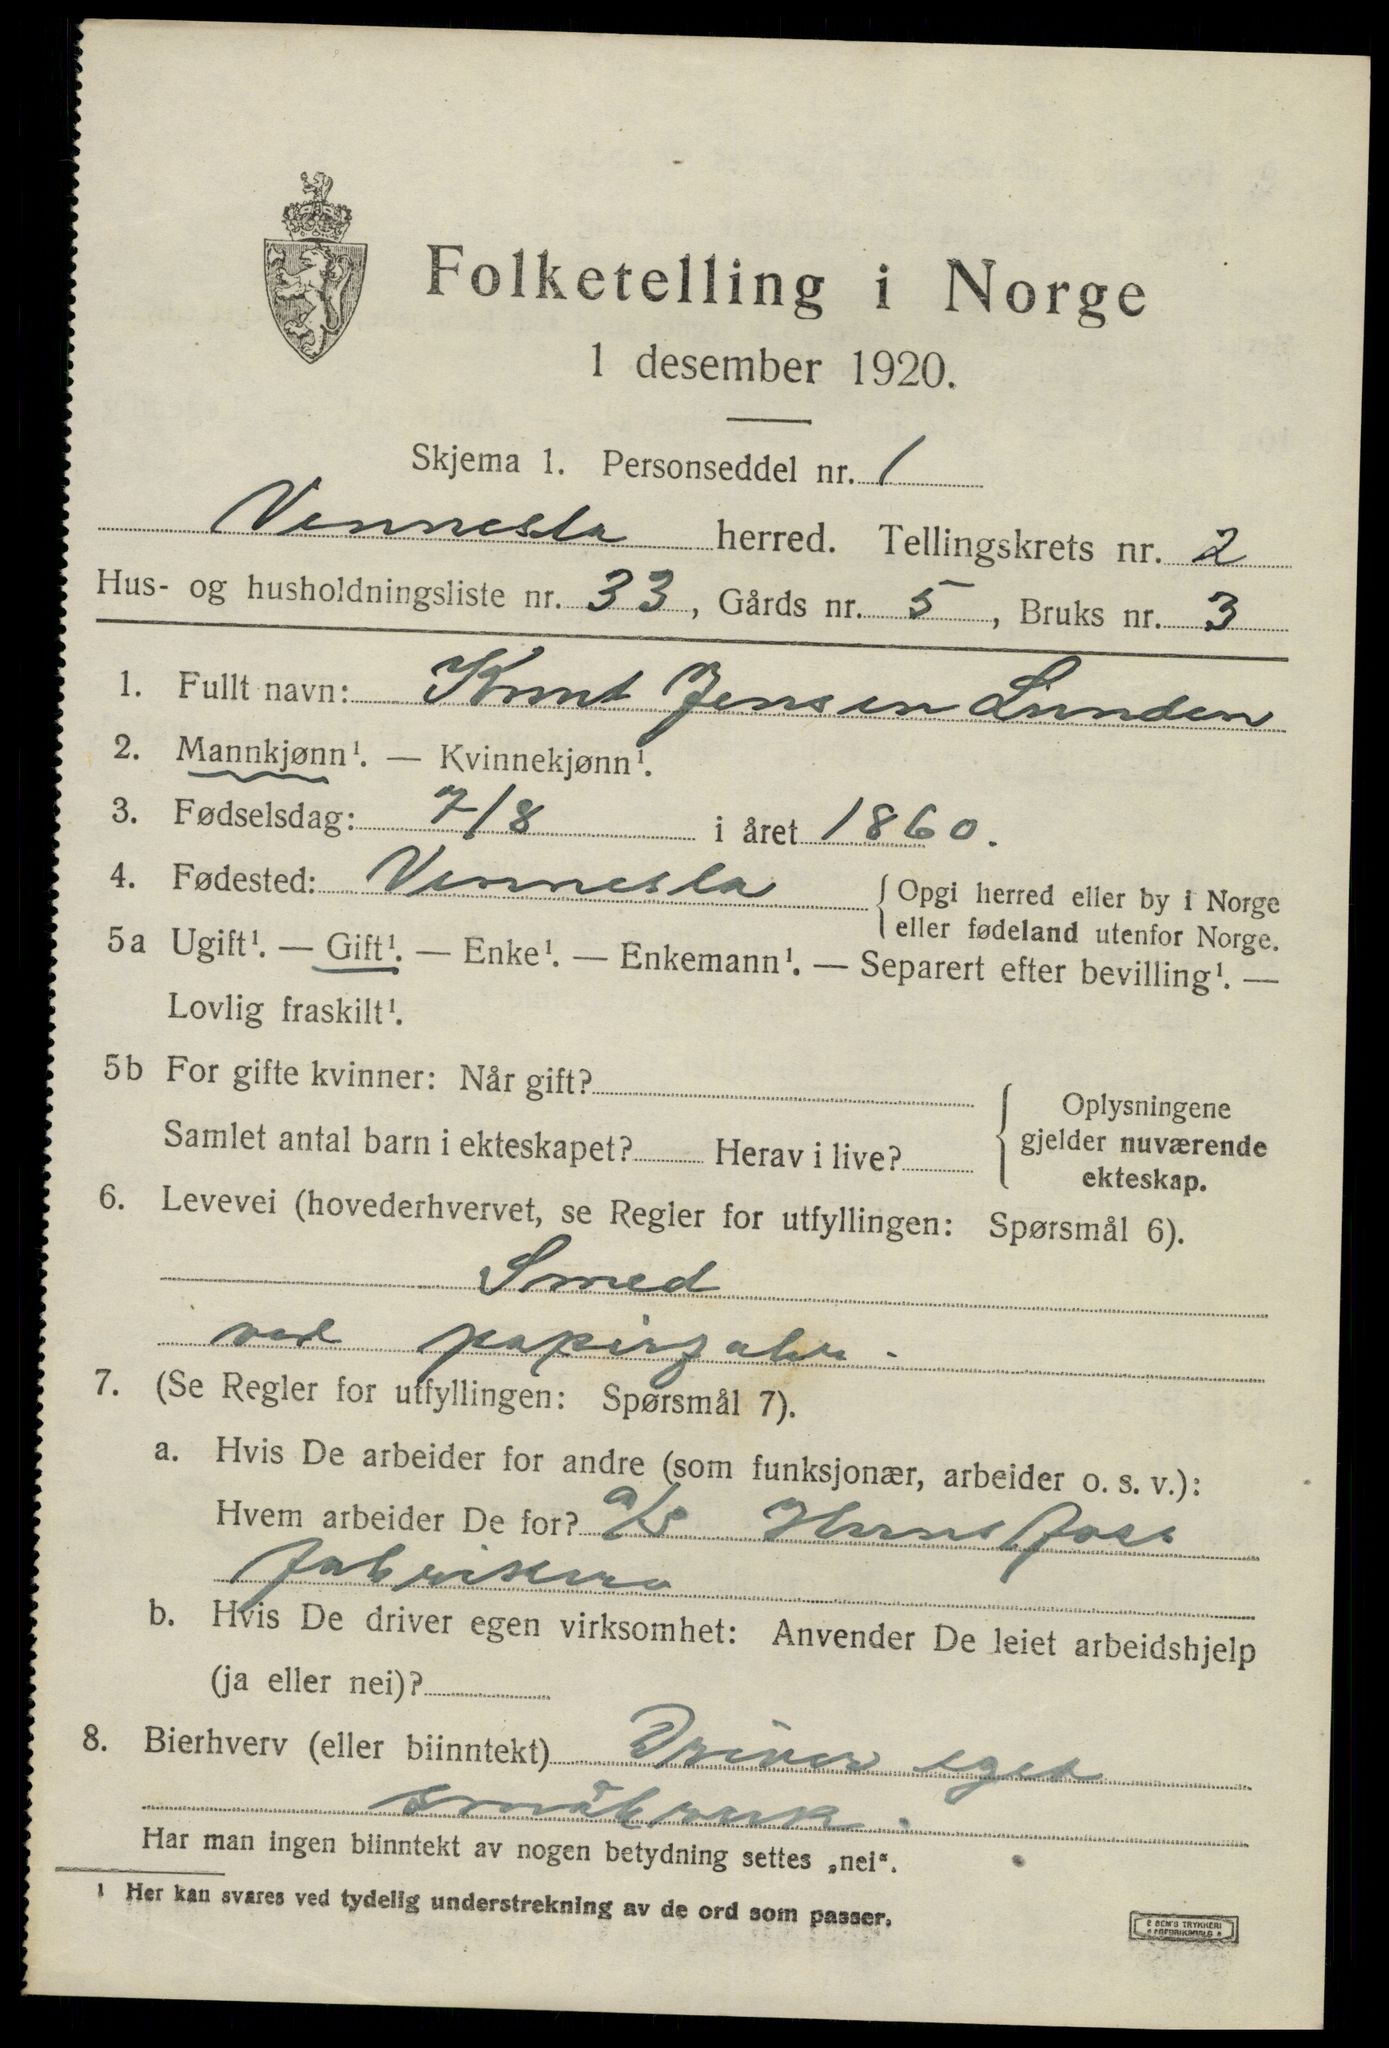 Folketelling i Norge
1 desember 1920.
Skjema 1. Personseddel nr. 1
Vennesla herred. Tellingskrets nr. 2
Hus- og husholdningsliste nr. 33, Gårds nr. 5, Bruks nr. 3
1. Fullt navn: Knut Jensen Lunden
2. Mannkjønn¹. — Kvinnekjønn¹.
3. Fødselsdag: 7/8 i året 1860.
4. Fødested: Vennesla { Opgi herred eller by i Norge
eller fødeland utenfor Norge.
5a Ugift¹. — Gift¹. — Enke¹. — Enkemann¹. — Separert efter bevilling¹. —
Lovlig fraskilt¹.
5b For gifte kvinner: Når gift?
Samlet antal barn i ekteskapet? Herav i live?
{ Oplysningene
gjelder nuværende
ekteskap.
6. Levevei (hovederhvervet, se Regler for utfyllingen: Spørsmål 6).
Smed
ved papirfabr.
7. (Se Regler for utfyllingen: Spørsmål 7).
a. Hvis De arbeider for andre (som funksjonær, arbeider o. s. v.):
Hvem arbeider De for? a/s Hunsfoss
fabrikker
b. Hvis De driver egen virksomhet: Anvender De leiet arbeidshjelp
(ja eller nei)?
8. Bierhverv (eller biinntekt) Driver eget
småbruk.
Har man ingen biinntekt av nogen betydning settes „nei“.
1 Her kan svares ved tydelig understrekning av de ord som passer.